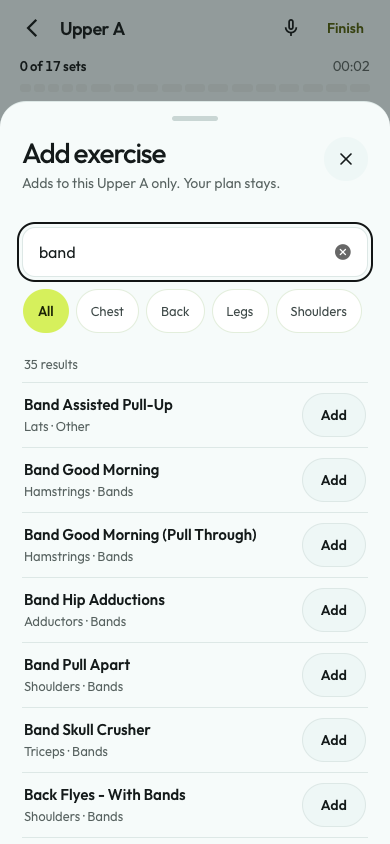 Upper A
Finish
0 of 17 sets
00:02
Add exercise
Adds to this Upper A only. Your plan stays.
band
All
Chest
Back
Legs
Shoulders
35 results
Band Assisted Pull-Up
Lats · Other
Add
Band Good Morning
Hamstrings · Bands
Add
Band Good Morning (Pull Through)
Hamstrings · Bands
Add
Band Hip Adductions
Adductors · Bands
Add
Band Pull Apart
Shoulders · Bands
Add
Band Skull Crusher
Triceps · Bands
Add
Back Flyes - With Bands
Shoulders · Bands
Add